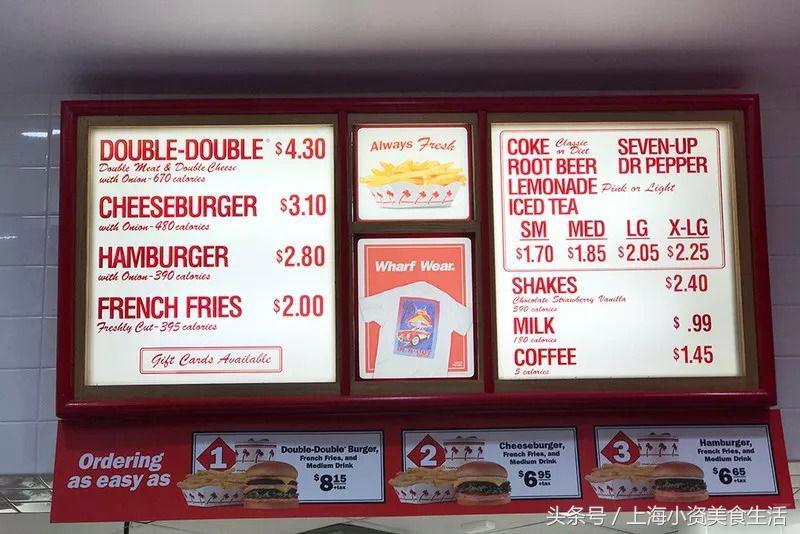 DOUBLE-DOUBLE® $4.30
Double Meat & Double Cheese
with Onion-670 calories
CHEESEBURGER $3.10
with Onion-480 calories
HAMBURGER $2.80
with Onion-390 calories
FRENCH FRIES $2.00
Freshly Cut-395 calories
Gift Cards Available
Always Fresh
Wharf Wear.
COKE Classic or Diet SEVEN-UP
ROOT BEER DR PEPPER
LEMONADE Pink or Light
ICED TEA
SM MED LG X-LG
$1.70 $1.85 $2.05 $2.25
SHAKES $2.40
Chocolate Strawberry Vanilla
590 calories
MILK $ .99
180 calories
COFFEE $1.45
5 calories
Ordering
as easy as
1
Double-Double® Burger,
French Fries, and
Medium Drink
$8.15 +tax
2
Cheeseburger,
French Fries, and
Medium Drink
$6.95 +tax
3
Hamburger,
French Fries, and
Medium Drink
$6.65 +tax
头条号 / 上海小资美食生活